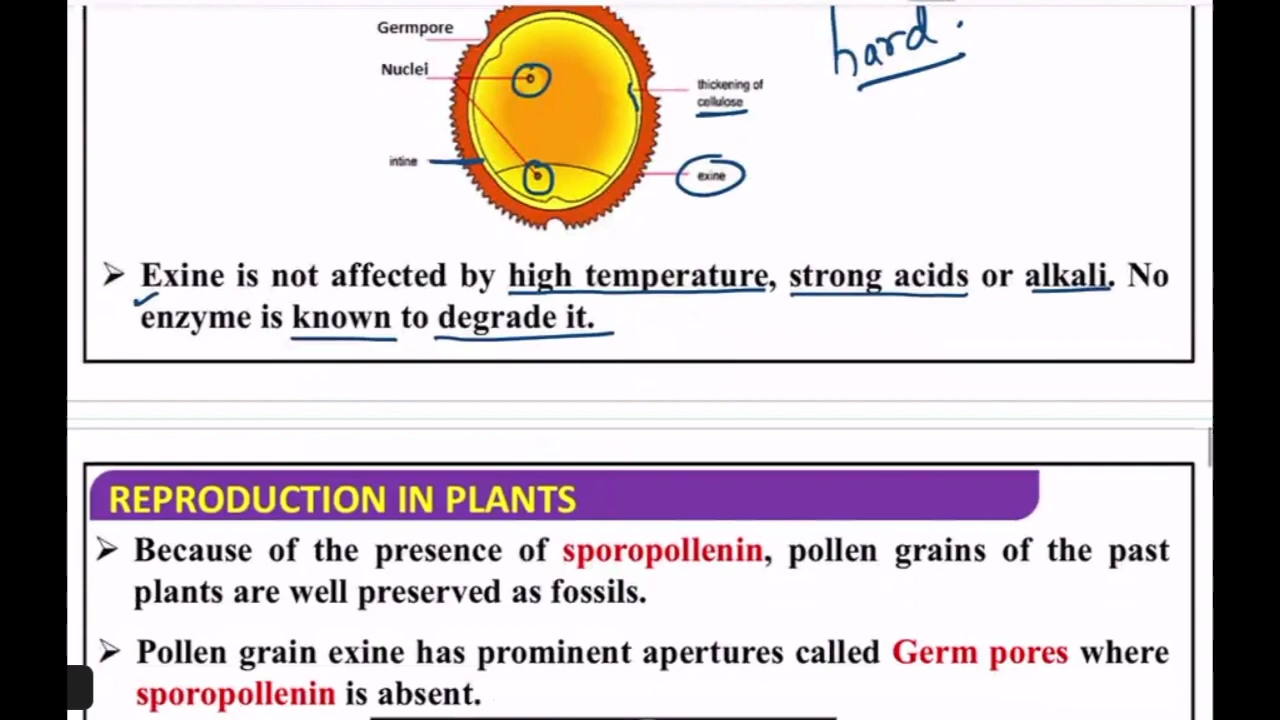 Germpore
hard.
Nuclei
thickening of
cellulose
intine
exine
Exine is not affected by high temperature, strong acids or alkali. No
enzyme is known to degrade it.
REPRODUCTION IN PLANTS
Because of the presence of sporopollenin, pollen grains of the past
plants are well preserved as fossils.
Pollen grain exine has prominent apertures called Germ pores where
sporopollenin is absent.